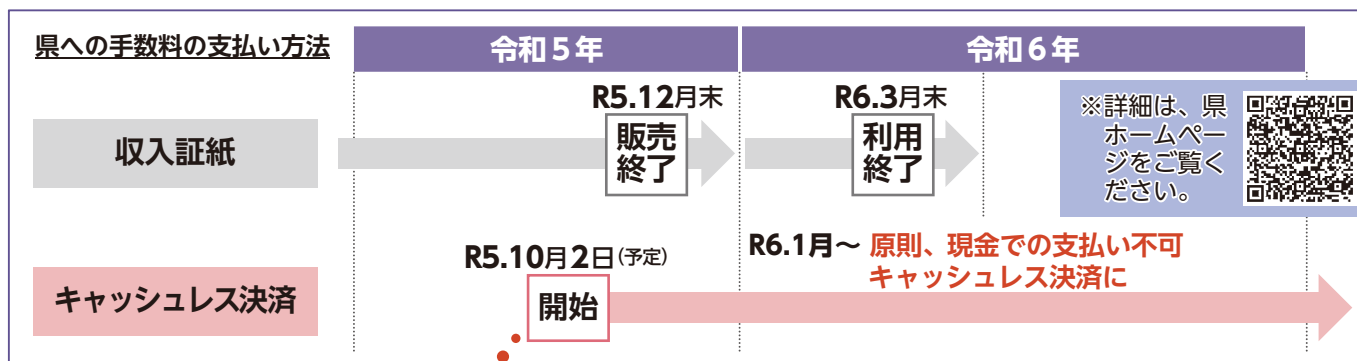 県への手数料の支払い方法
令和5年
令和6年
収入証紙
R5.12月末
販売
終了
R6.3月末
利用
終了
※詳細は、県
ホームペー
ジをご覧く
ださい。
キャッシュレス決済
R5.10月2日(予定)
開始
R6.1月～ 原則、現金での支払い不可
キャッシュレス決済に